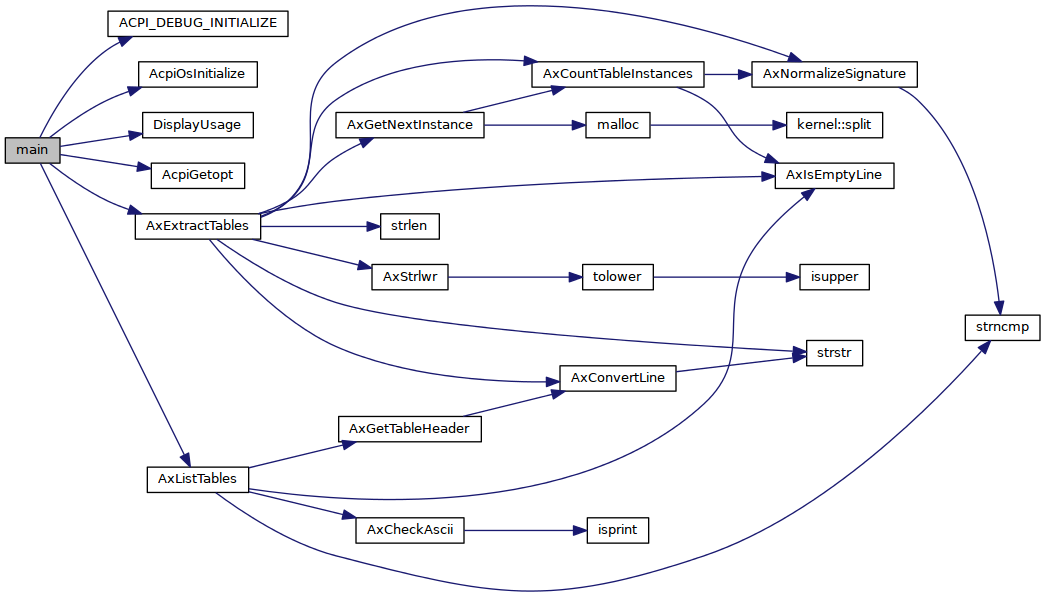 ACPI_DEBUG_INITIALIZE
AcpiOsInitialize
AxCountTableInstances
AxNormalizeSignature
DisplayUsage
AxGetNextInstance
malloc
kernel::split
main
AcpiGetopt
AxIsEmptyLine
AxExtractTables
strlen
AxStrlwr
tolower
isupper
strncmp
strstr
AxConvertLine
AxGetTableHeader
AxListTables
AxCheckAscii
isprint